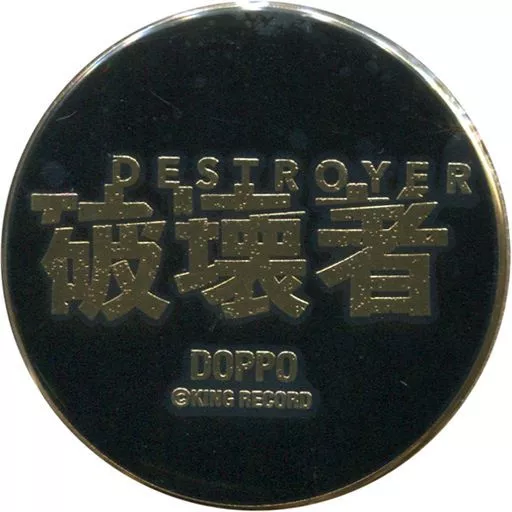 DESTROYER
破壊者
DOPPO
©KING RECORD